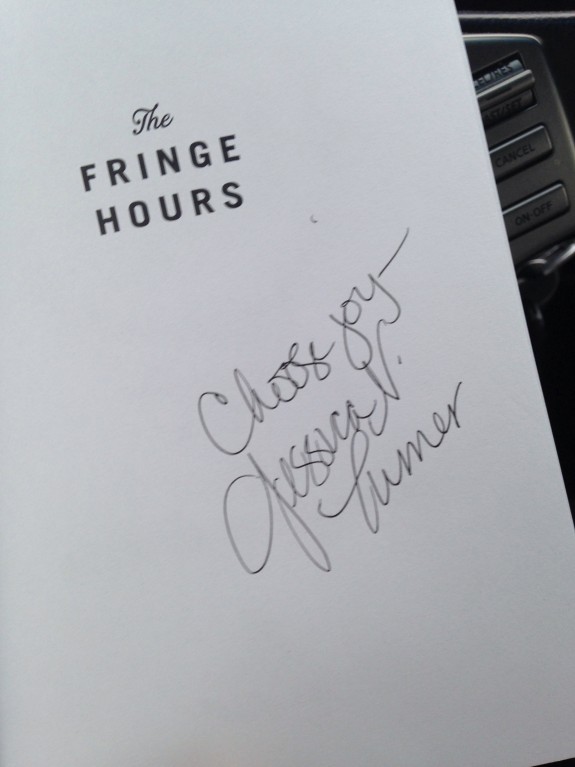 The
FRINGE
HOURS
Choose joy-
Jessica N.
Turner
CANCEL
ON-OFF